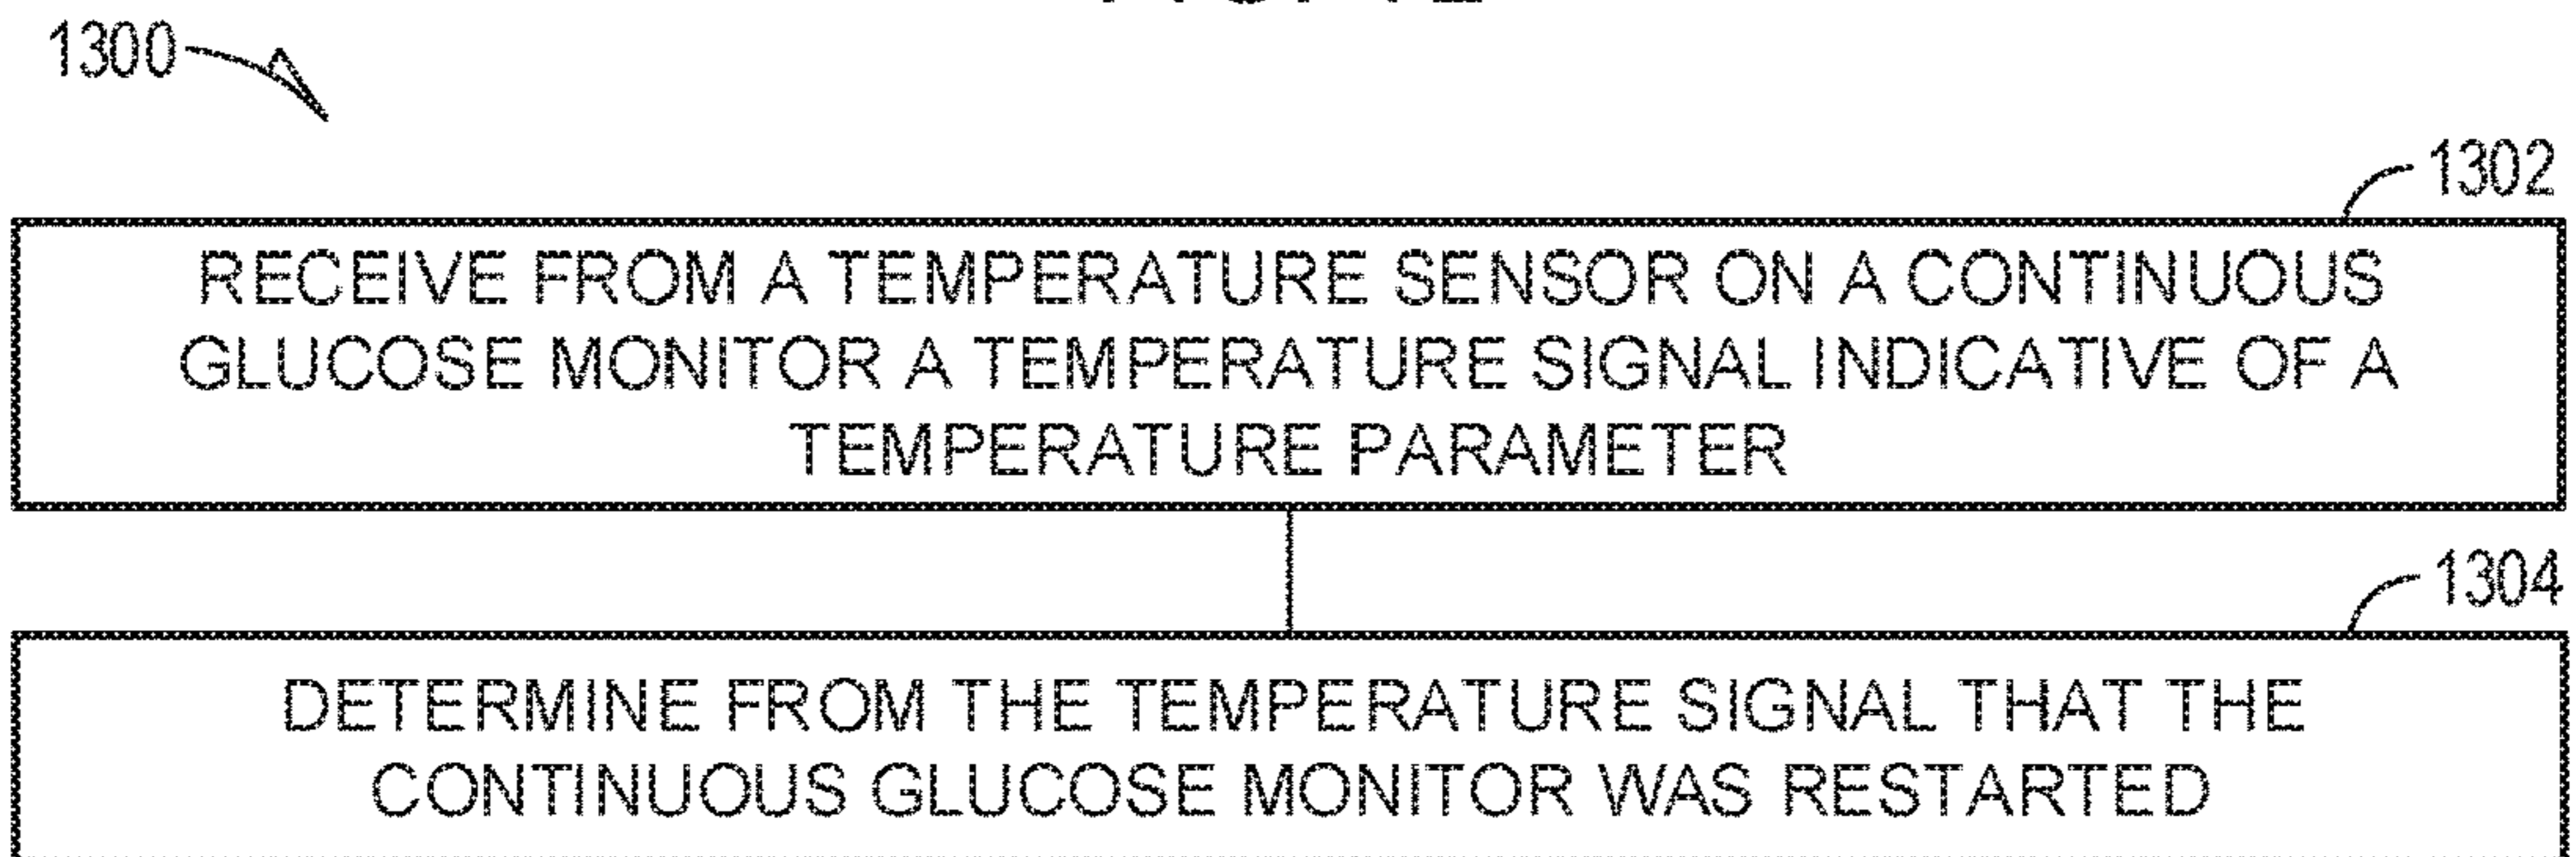 1300
1302
RECEIVE FROM A TEMPERATURE SENSOR ON A CONTINUOUS
GLUCOSE MONITOR A TEMPERATURE SIGNAL INDICATIVE OF A
TEMPERATURE PARAMETER
1304
DETERMINE FROM THE TEMPERATURE SIGNAL THAT THE
CONTINUOUS GLUCOSE MONITOR WAS RESTARTED